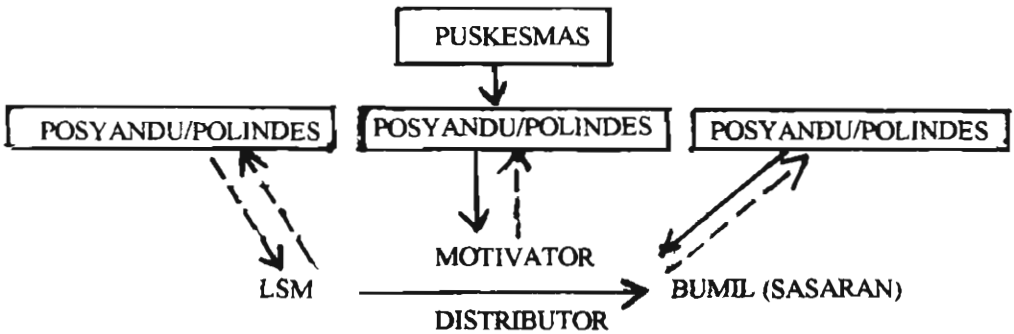 PUSKESMAS
POSYANDU/POLINDES
POSYANDU/POLINDES
POSYANDU/POLINDES
MOTIVATOR
LSM
BUMIL (SASARAN)
DISTRIBUTOR